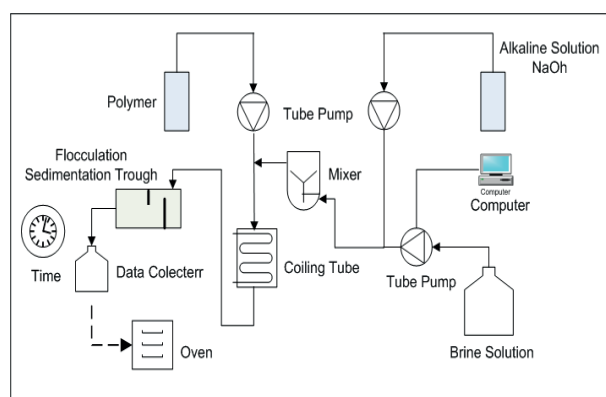 Alkaline Solution
NaOh
Polymer
Tube Pump
Flocculation
Sedimentation Trough
Mixer
Computer
Computer
Time
Data Colecterr
Coiling Tube
Tube Pump
Oven
Brine Solution